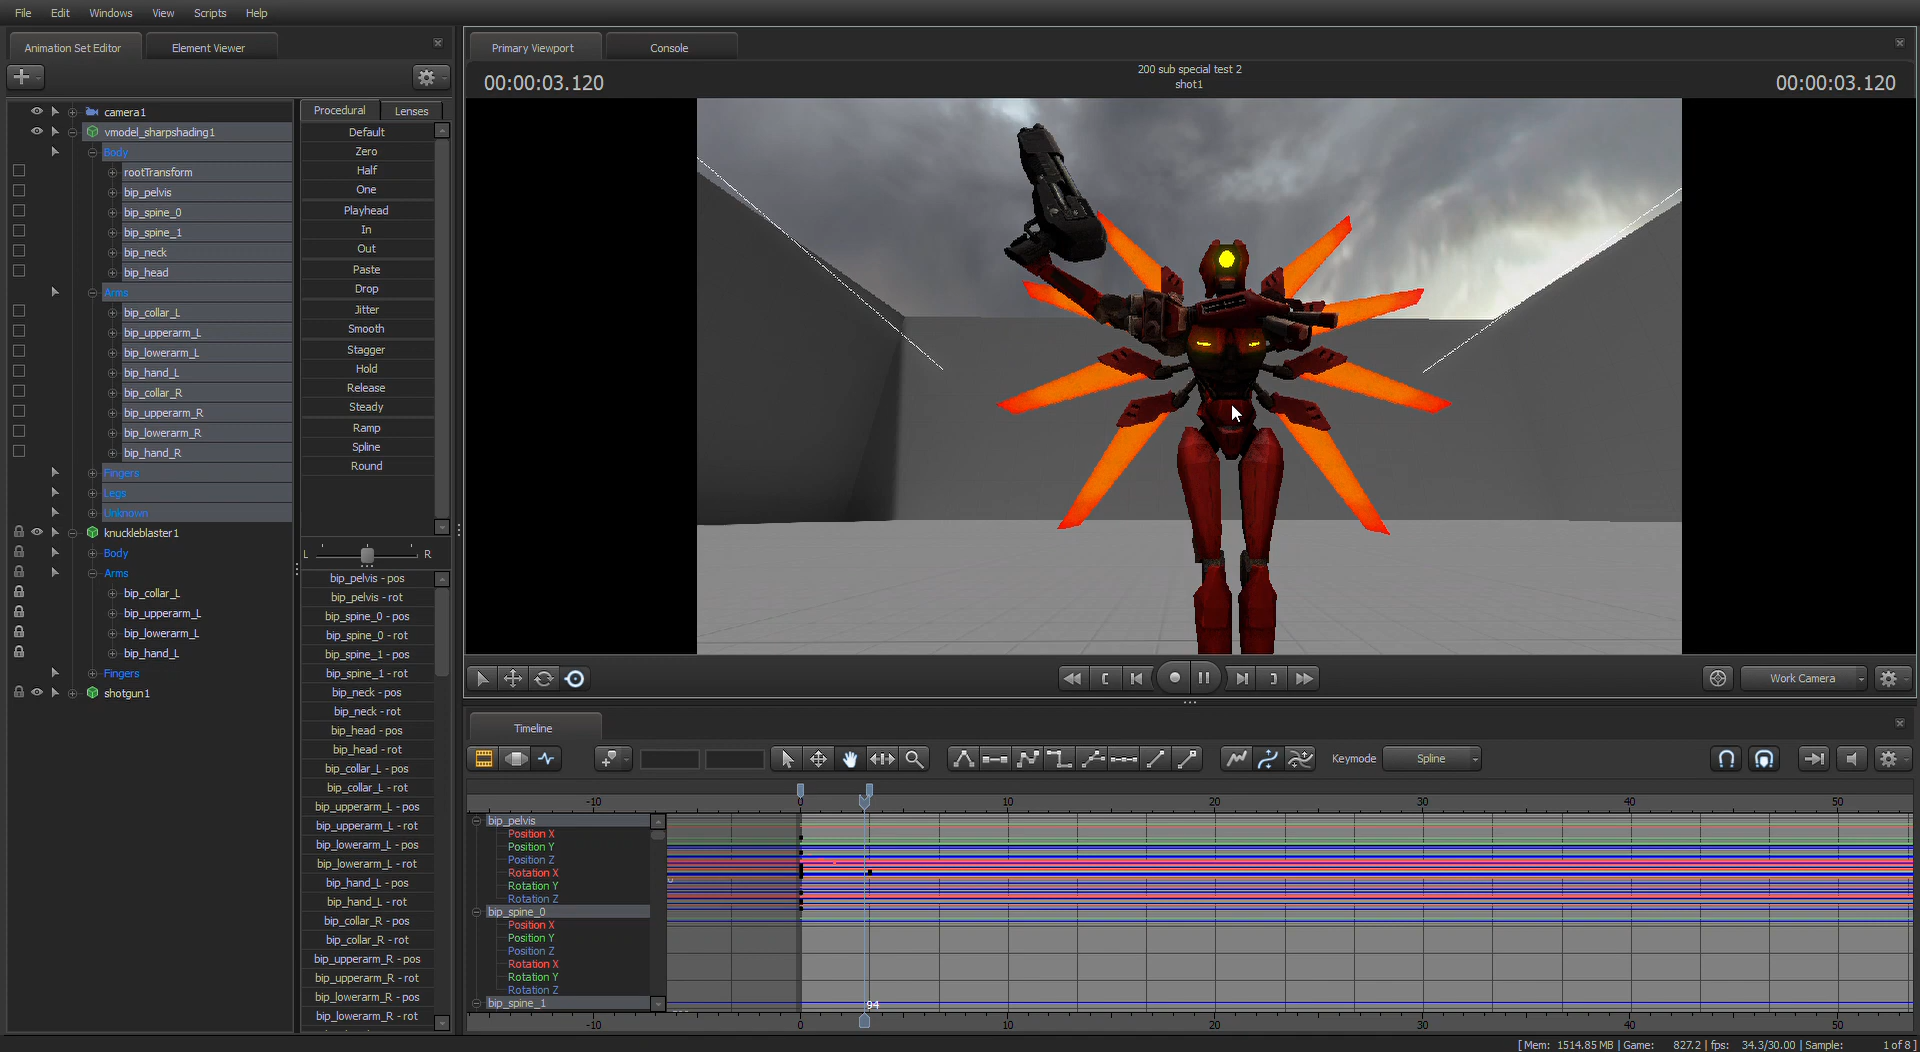 File Edit Windows View Scripts Help
Animation Set Editor
Element Viewer
camera1
vmodel_sharpshading1
Body
rootTransform
bip_pelvis
bip_spine_0
bip_spine_1
bip_neck
bip_head
Arms
bip_collar_L
bip_upperarm_L
bip_lowerarm_L
bip_hand_L
bip_collar_R
bip_upperarm_R
bip_lowerarm_R
bip_hand_R
Fingers
Legs
Unknown
knuckleblaster1
Body
Arms
bip_collar_L
bip_upperarm_L
bip_lowerarm_L
bip_hand_L
Fingers
shotgun1
Procedural
Lenses
Default
Zero
Half
One
Playhead
In
Out
Paste
Drop
Jitter
Smooth
Stagger
Hold
Release
Steady
Ramp
Spline
Round
L R
bip_pelvis - pos
bip_pelvis - rot
bip_spine_0 - pos
bip_spine_0 - rot
bip_spine_1 - pos
bip_spine_1 - rot
bip_neck - pos
bip_neck - rot
bip_head - pos
bip_head - rot
bip_collar_L - pos
bip_collar_L - rot
bip_upperarm_L - pos
bip_upperarm_L - rot
bip_lowerarm_L - pos
bip_lowerarm_L - rot
bip_hand_L - pos
bip_hand_L - rot
bip_collar_R - pos
bip_collar_R - rot
bip_upperarm_R - pos
bip_upperarm_R - rot
bip_lowerarm_R - pos
bip_lowerarm_R - rot
Primary Viewport
Console
00:00:03.120
200 sub special test 2
shot1
00:00:03.120
Work Camera
Timeline
Keymode
Spline
-10 0 10 20 30 40 50
bip_pelvis
Position X
Position Y
Position Z
Rotation X
Rotation Y
Rotation Z
bip_spine_0
Position X
Position Y
Position Z
Rotation X
Rotation Y
Rotation Z
bip_spine_1
94
-10 0 10 20 30 40 50
[ Mem: 1514.85 MB | Game: 827.2 | fps: 34.3/30.00 | Sample: 1 of 8 ]